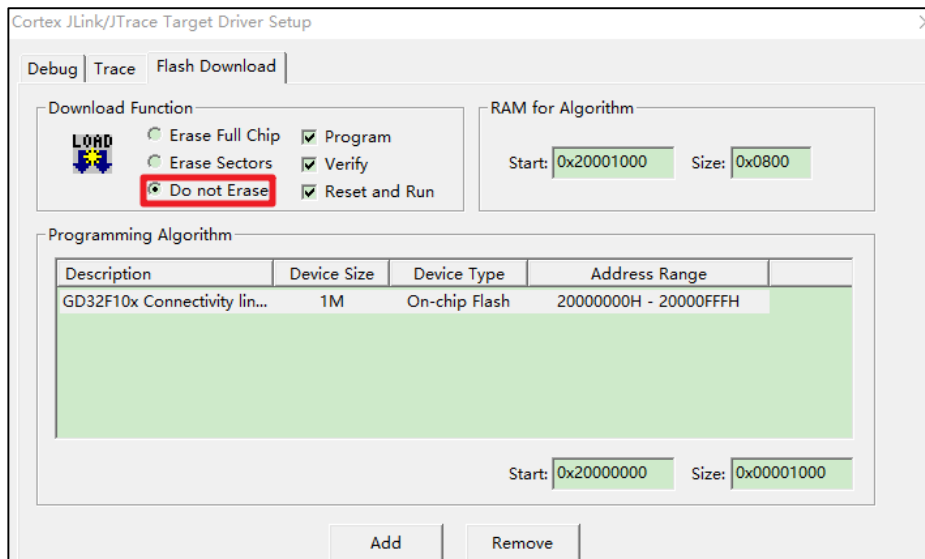 Cortex JLink/JTrace Target Driver Setup
Debug Trace Flash Download
Download Function
LOAD
Erase Full Chip
Erase Sectors
Do not Erase
Program
Verify
Reset and Run
RAM for Algorithm
Start: 0x20001000 Size: 0x0800
Programming Algorithm
Description Device Size Device Type Address Range
GD32F10x Connectivity lin... 1M On-chip Flash 20000000H - 20000FFFH
Start: 0x20000000 Size: 0x00001000
Add Remove